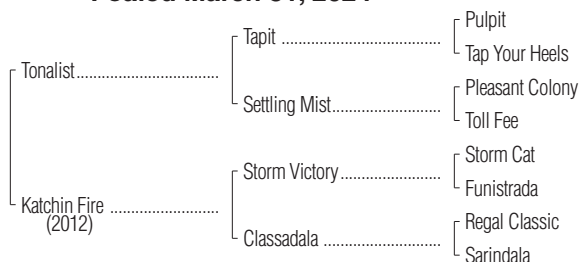 Foaled March 31,
Pulpit
Tapit ........................................
Tap Your Heels
Tonalist....................................
Pleasant Colony
Settling Mist...........................
Toll Fee
Storm Cat
Storm Victory.........................
Funistrada
Katchin Fire ...........................
(2012)
Regal Classic
Classadala ..............................
Sarindala